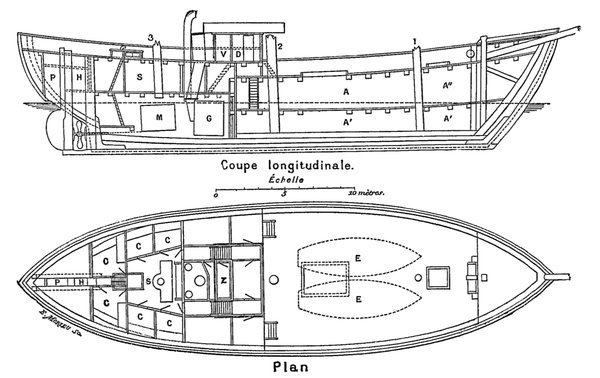 3 2 1
V D
P H S A A"
M G A' A'
Coupe longitudinale.
Échelle
0 5 10 mètres.
C C
C E
P H S Z
C E
C C
Plan